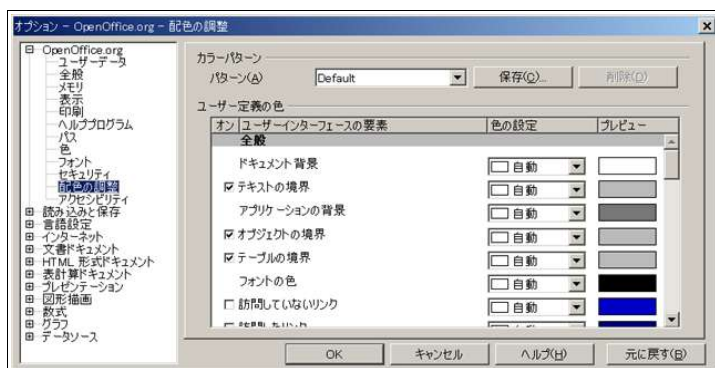 オプション - OpenOffice.org - 配色の調整
OpenOffice.org
ユーザーデータ
全般
メモリ
表示
印刷
ヘルププログラム
パス
色
フォント
セキュリティ
配色の調整
アクセシビリティ
読み込みと保存
言語設定
インターネット
文書ドキュメント
HTML 形式ドキュメント
表計算ドキュメント
プレゼンテーション
図形描画
数式
グラフ
データソース
カラーパターン
パターン(A) Default 保存(O)... 削除(D)
ユーザー定義の色
オン ユーザーインターフェースの要素 色の設定 プレビュー
全般
ドキュメント背景 自動
テキストの境界 自動
アプリケーションの背景 自動
オブジェクトの境界 自動
テーブルの境界 自動
フォントの色 自動
訪問していないリンク 自動
OK キャンセル ヘルプ(H) 元に戻す(B)